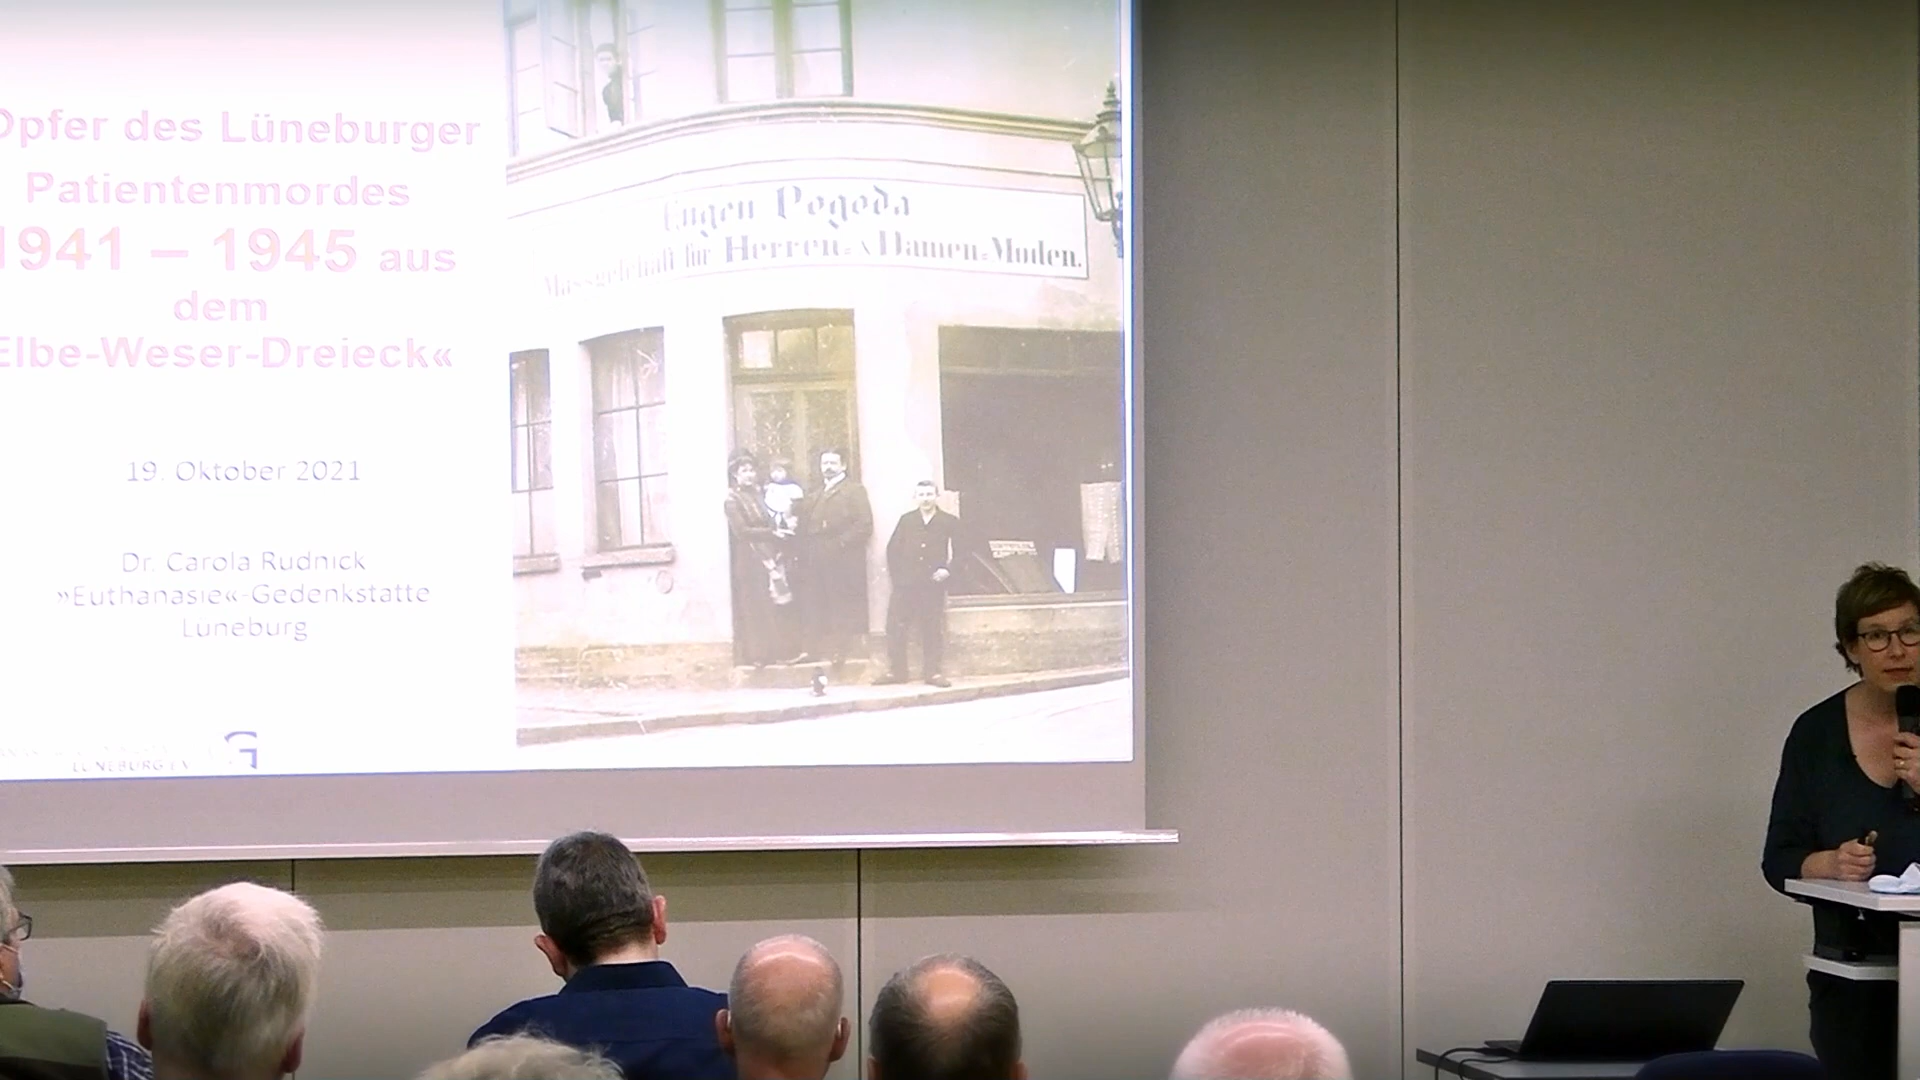 Opfer des Lüneburger
Patientenmordes
1941 – 1945 aus
dem
Elbe-Weser-Dreieck«
19. Oktober 2021
Dr. Carola Rudnick
»Euthanasie«-Gedenkstätte
Lüneburg
LÜNEBURG e.V.
Eugen Pogoda
Massgeschäft für Herren- & Damen-Moden.